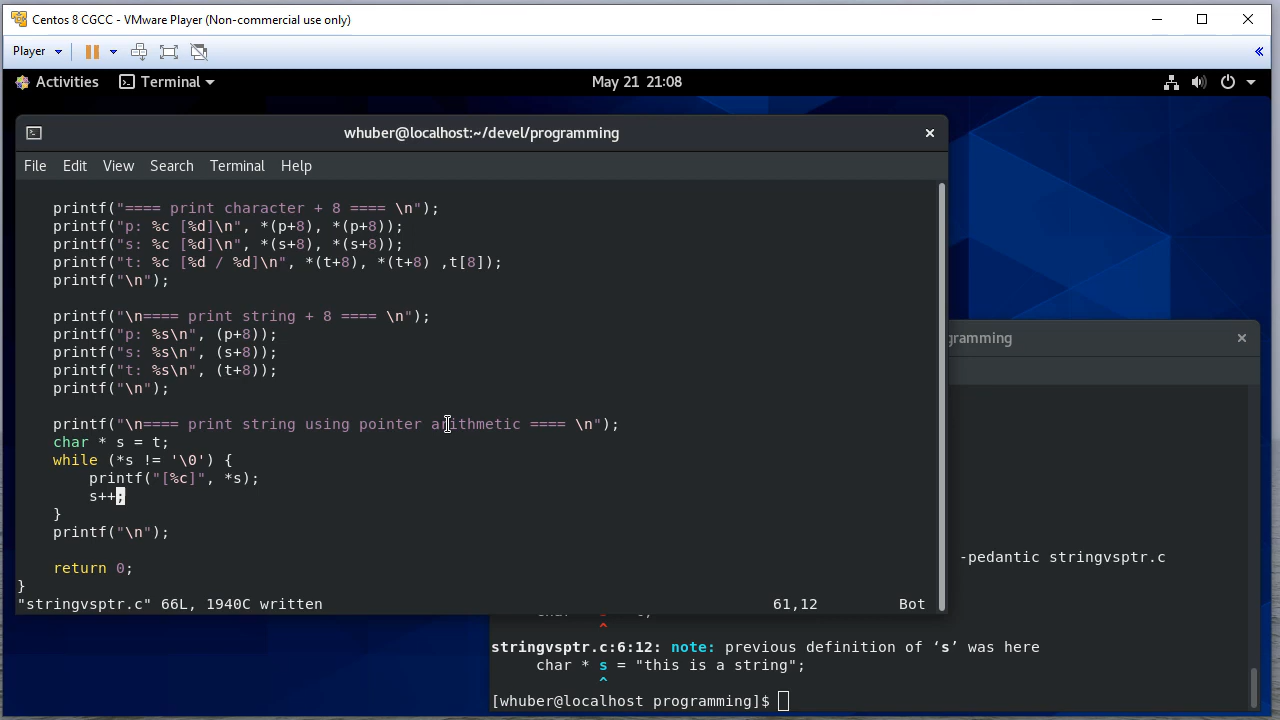 Centos 8 CGCC - VMware Player (Non-commercial use only)
Player
Activities Terminal May 21 21:08
whuber@localhost:~/devel/programming
File Edit View Search Terminal Help
printf("==== print character + 8 ==== \n");
printf("p: %c [%d]\n", *(p+8), *(p+8));
printf("s: %c [%d]\n", *(s+8), *(s+8));
printf("t: %c [%d / %d]\n", *(t+8), *(t+8) ,t[8]);
printf("\n");
printf("\n==== print string + 8 ==== \n");
printf("p: %s\n", (p+8));
printf("s: %s\n", (s+8));
printf("t: %s\n", (t+8));
printf("\n");
printf("\n==== print string using pointer arithmetic ==== \n");
char * s = t;
while (*s != '\0') {
printf("[%c]", *s);
s++;
}
printf("\n");
return 0;
}
"stringvsptr.c" 66L, 1940C written 61,12 Bot
gramming
-pedantic stringvsptr.c
^
stringvsptr.c:6:12: note: previous definition of ‘s’ was here
char * s = "this is a string";
^
[whuber@localhost programming]$